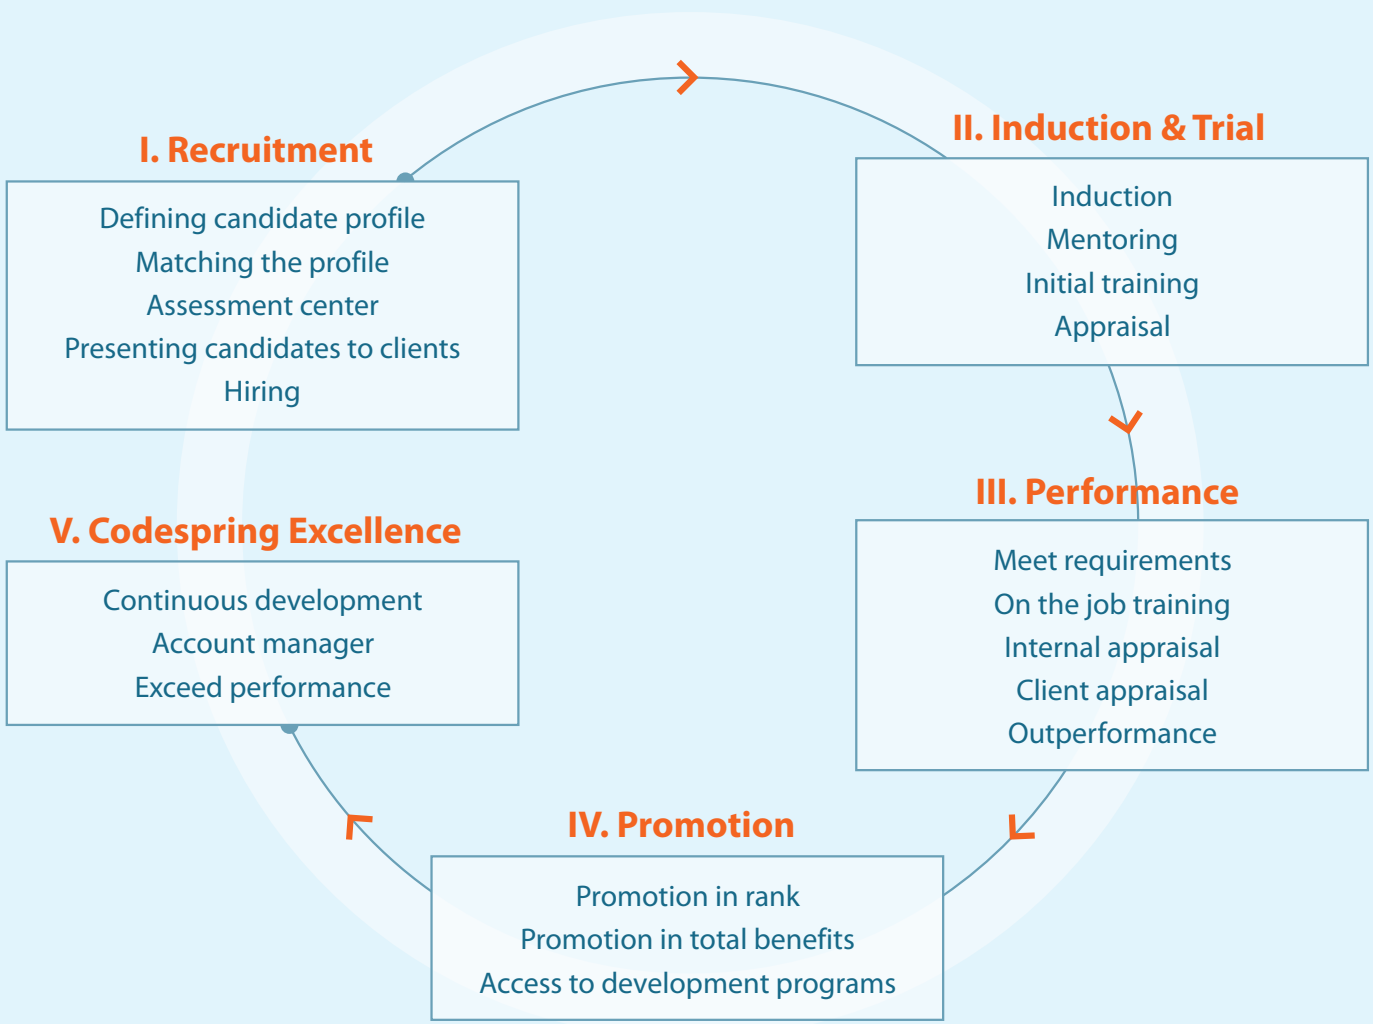 I. Recruitment
Defining candidate profile
Matching the profile
Assessment center
Presenting candidates to clients
Hiring
II. Induction & Trial
Induction
Mentoring
Initial training
Appraisal
III. Performance
Meet requirements
On the job training
Internal appraisal
Client appraisal
Outperformance
IV. Promotion
Promotion in rank
Promotion in total benefits
Access to development programs
V. Codespring Excellence
Continuous development
Account manager
Exceed performance